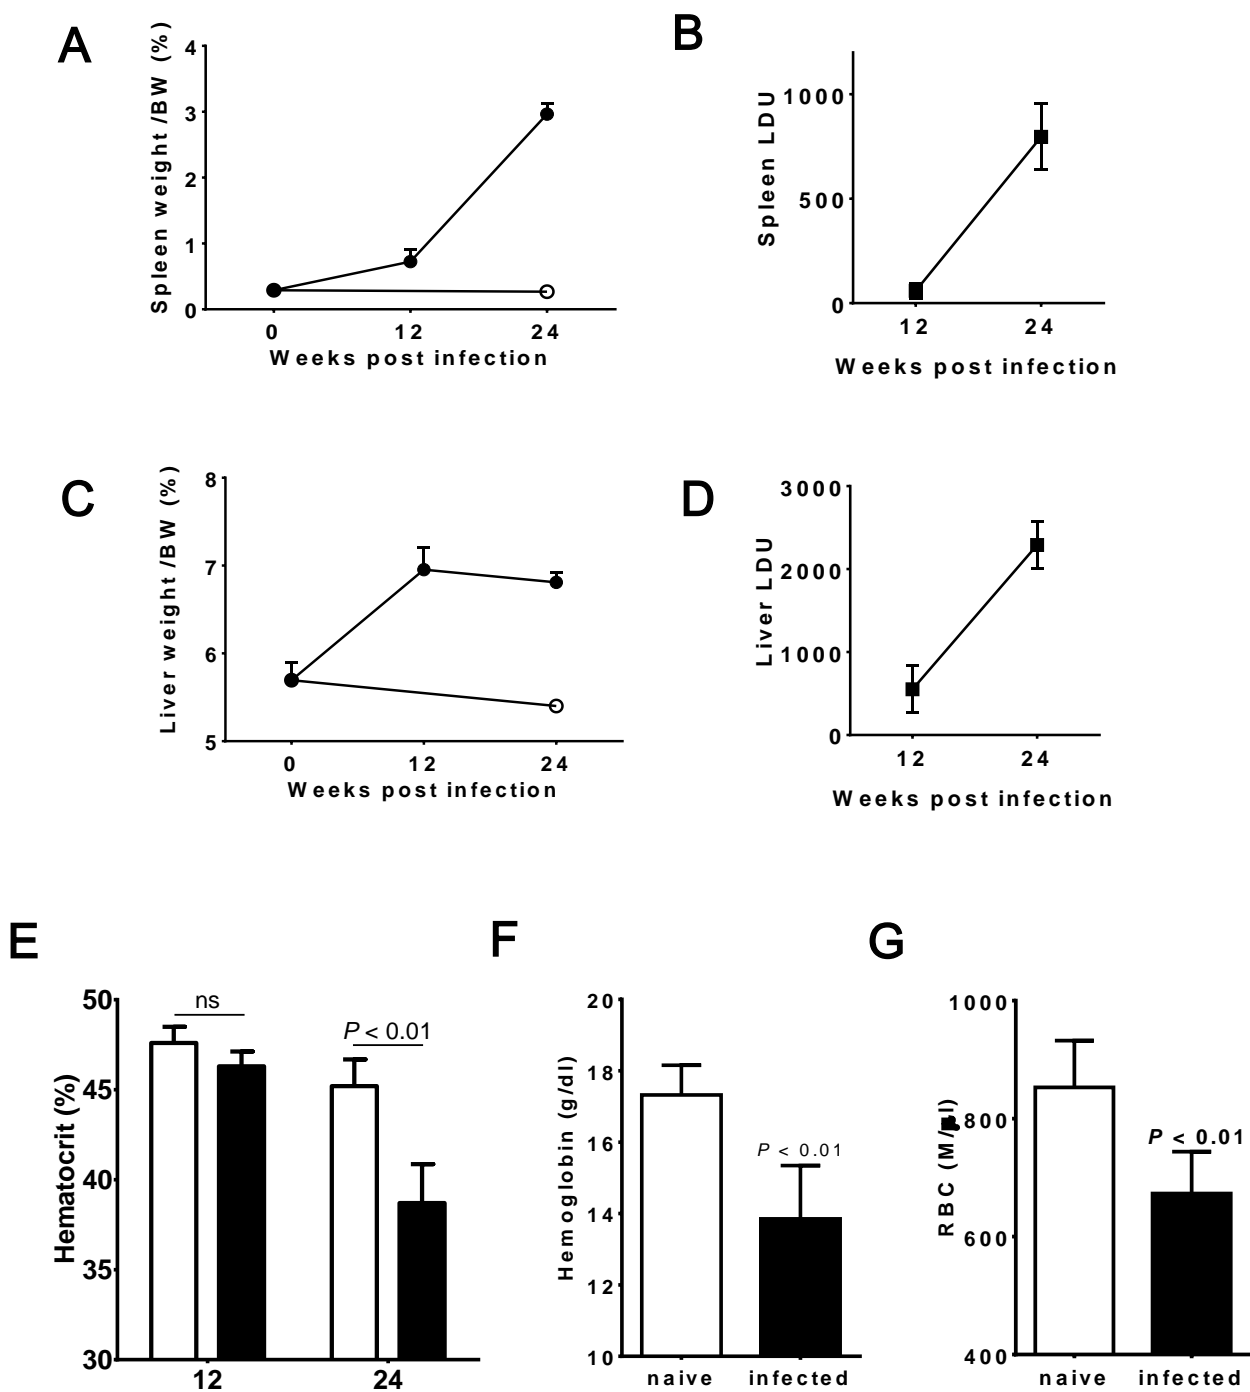 A
Spleen weight /BW (%)
4
3
2
1
0
0 12 24
Weeks post infection
B
Spleen LDU
1000
500
0
12 24
Weeks post infection
C
Liver weight /BW (%)
8
7
6
5
0 12 24
Weeks post infection
D
Liver LDU
3000
2000
1000
0
12 24
Weeks post infection
E
Hematocrit (%)
50
45
40
35
30
ns
P < 0.01
12 24
F
Hemoglobin (g/dl)
20
18
16
14
12
10
P < 0.01
naive infected
G
RBC (M/µl)
1000
800
600
400
P < 0.01
naive infected